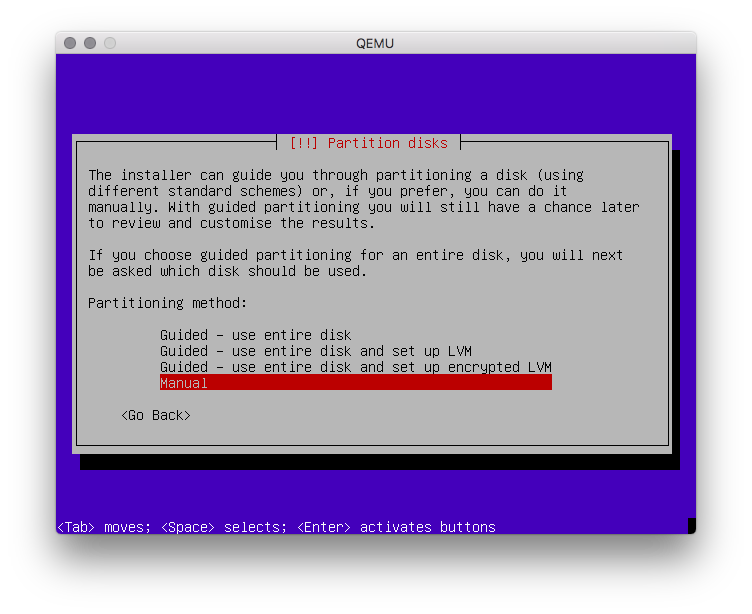 QEMU
[!!] Partition disks
The installer can guide you through partitioning a disk (using
different standard schemes) or, if you prefer, you can do it
manually. With guided partitioning you will still have a chance later
to review and customise the results.
If you choose guided partitioning for an entire disk, you will next
be asked which disk should be used.
Partitioning method:
Guided - use entire disk
Guided - use entire disk and set up LVM
Guided - use entire disk and set up encrypted LVM
Manual
<Go Back>
<Tab> moves; <Space> selects; <Enter> activates buttons